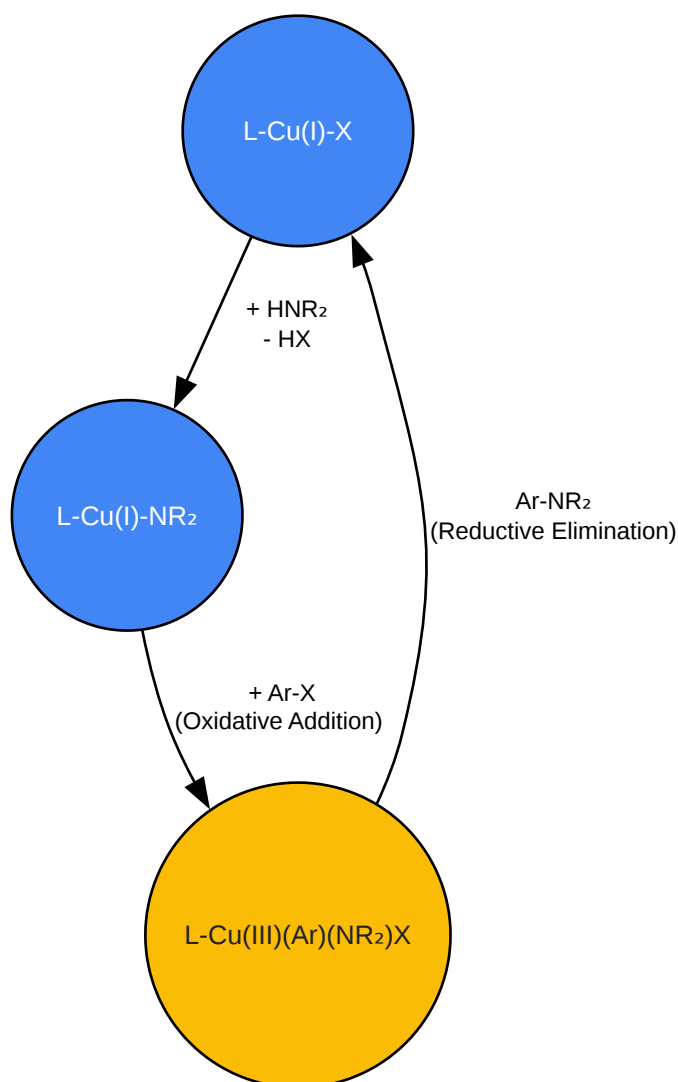 L-Cu(I)-X
+ HNR₂
- HX
L-Cu(I)-NR₂
Ar-NR₂
(Reductive Elimination)
+ Ar-X
(Oxidative Addition)
L-Cu(III)(Ar)(NR₂)X